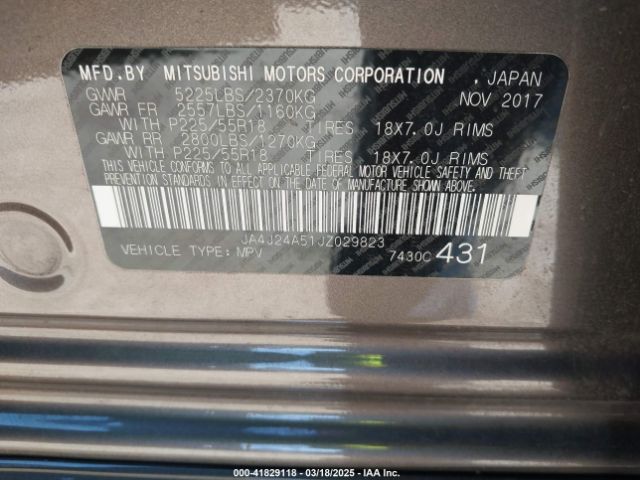 MFD.BY MITSUBISHI MOTORS CORPORATION , JAPAN
GVWR 5225LBS/2370KG NOV 2017
GAWR FR 2557LBS/1160KG
WITH P225/55R18 TIRES 18X7.0J RIMS
GAWR RR 2800LBS/1270KG
WITH P225/55R18 TIRES 18X7.0J RIMS
THIS VEHICLE CONFORMS TO ALL APPLICABLE FEDERAL MOTOR VEHICLE SAFETY AND THEFT
PREVENTION STANDARDS IN EFFECT ON THE DATE OF MANUFACTURE SHOWN ABOVE.
JA4J24A51JZ029823
VEHICLE TYPE: MPV 7430C 431
000-41829118 — 03/18/2025 — IAA Inc.